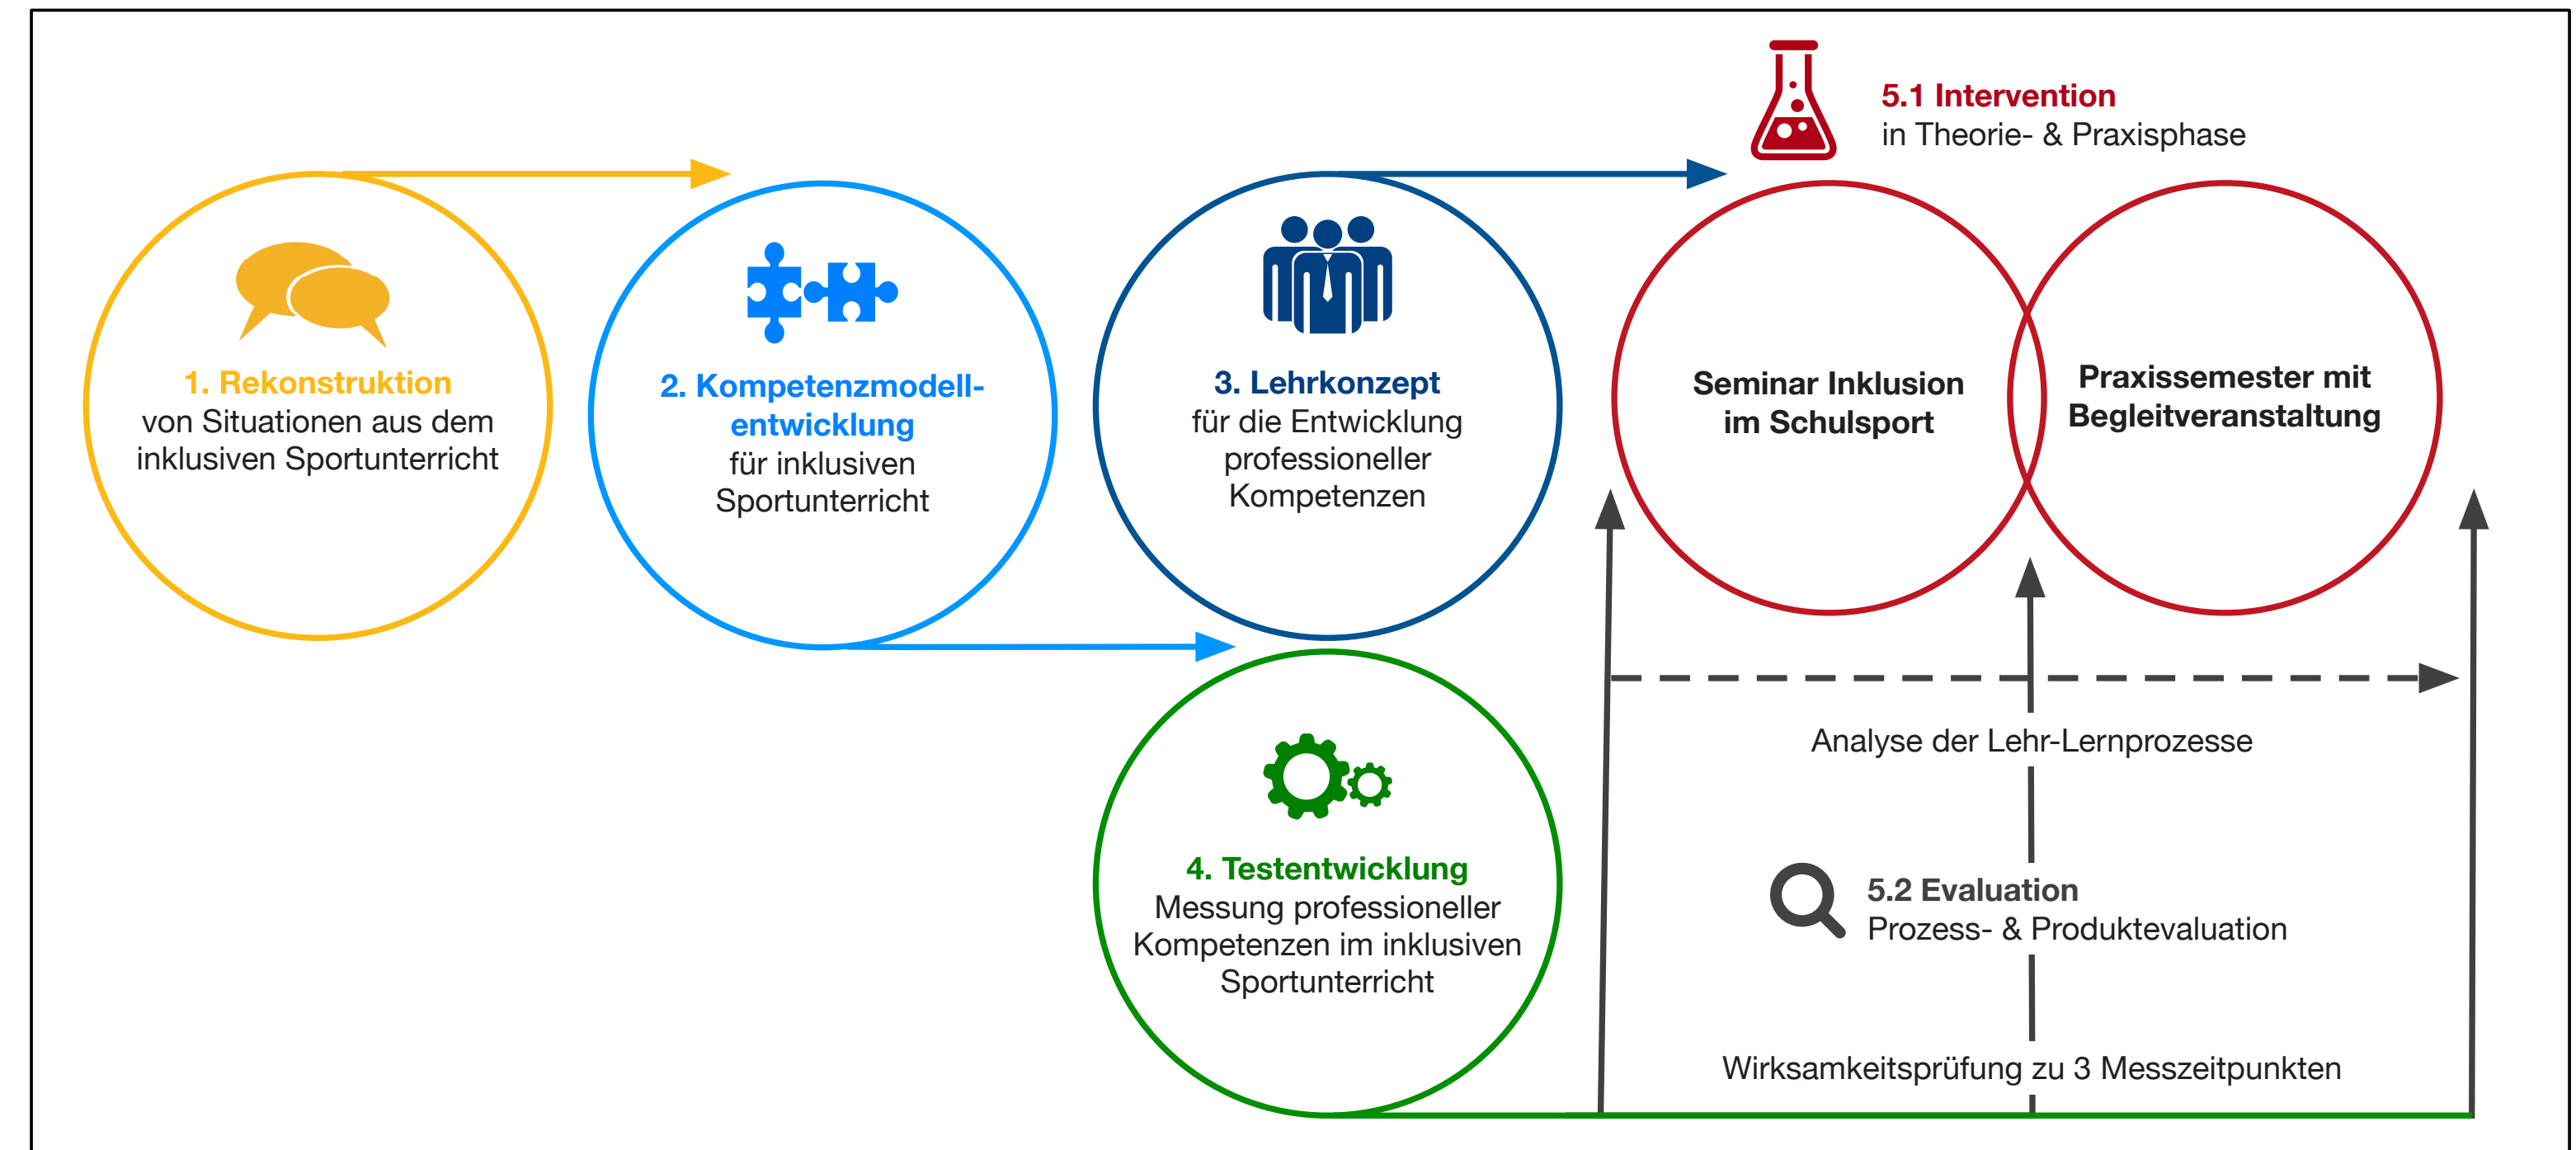 1. Rekonstruktion
von Situationen aus dem
inklusiven Sportunterricht
2. Kompetenzmodell-
entwicklung
für inklusiven
Sportunterricht
3. Lehrkonzept
für die Entwicklung
professioneller
Kompetenzen
4. Testentwicklung
Messung professioneller
Kompetenzen im inklusiven
Sportunterricht
5.1 Intervention
in Theorie- & Praxisphase
Seminar Inklusion
im Schulsport
Praxissemester mit
Begleitveranstaltung
Analyse der Lehr-Lernprozesse
5.2 Evaluation
Prozess- & Produktevaluation
Wirksamkeitsprüfung zu 3 Messzeitpunkten